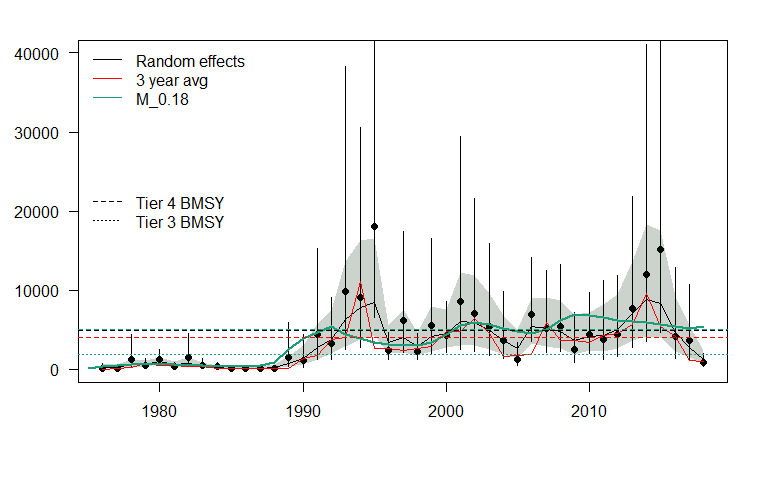 40000
30000
20000
10000
0
Random effects
3 year avg
M_0.18
Tier 4 BMSY
Tier 3 BMSY
1980 1990 2000 2010